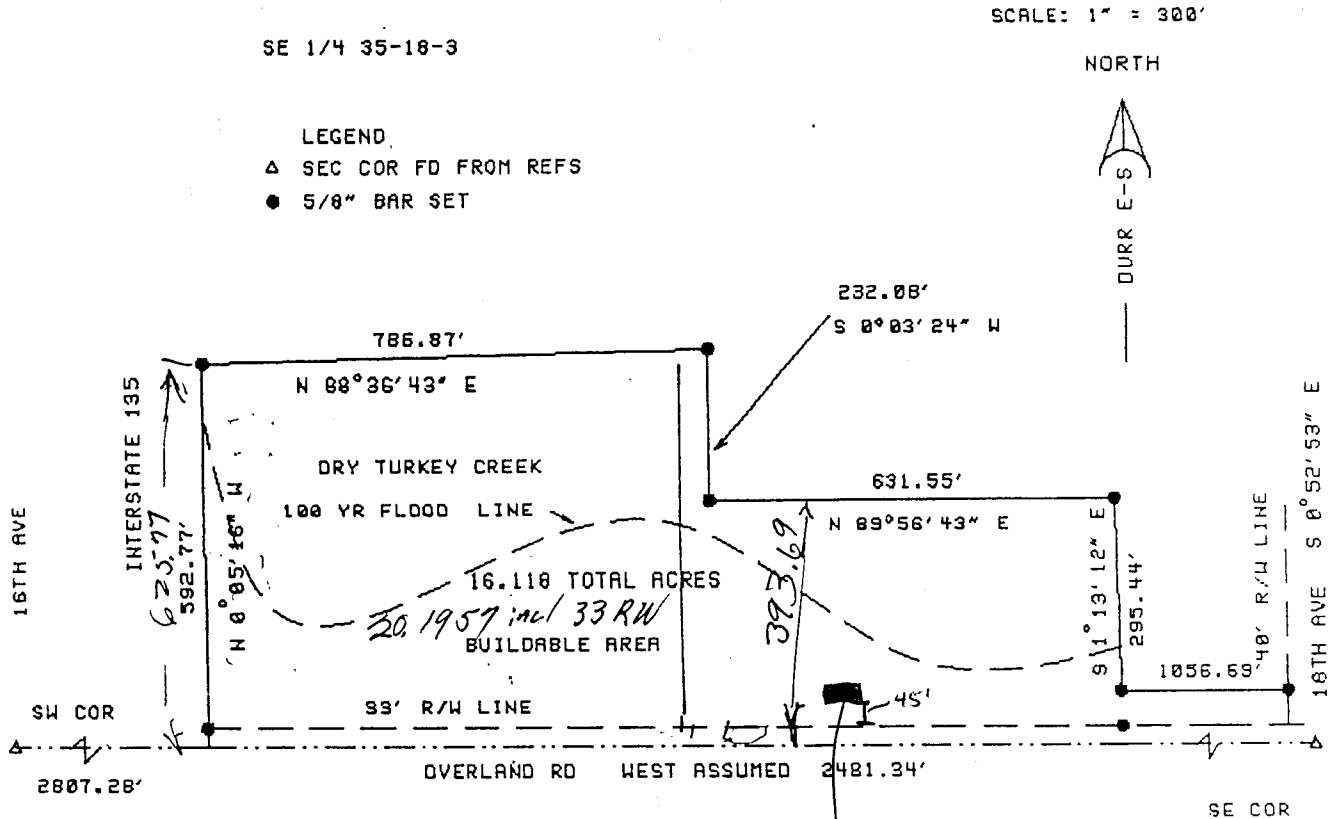 SCALE: 1" = 300'
SE 1/4 35-18-3
NORTH
LEGEND
△ SEC COR FD FROM REFS
● 5/8" BAR SET
DURR E-S
232.08'
S 0°03'24" W
786.87'
N 88°36'43" E
INTERSTATE 135
16TH AVE
625.77
592.77'
N 0°05'16" W
DRY TURKEY CREEK
100 YR FLOOD LINE
631.55'
N 89°56'43" E
393.69
16.118 TOTAL ACRES
20.1957 incl 33 RW
BUILDABLE AREA
S 1°13'12" E
295.44'
1056.69'
40' R/W LINE
18TH AVE S 0°52'53" E
33' R/W LINE
45'
SW COR
2807.28'
OVERLAND RD WEST ASSUMED 2481.34'
SE COR